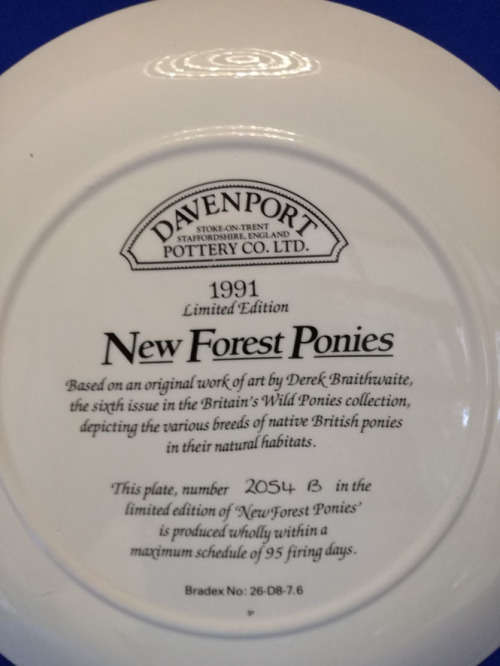 DAVENPORT
STOKE-ON-TRENT
STAFFORDSHIRE, ENGLAND
POTTERY CO. LTD.
1991
Limited Edition
New Forest Ponies
Based on an original work of art by Derek Braithwaite,
the sixth issue in the Britain's Wild Ponies collection,
depicting the various breeds of native British ponies
in their natural habitats.
This plate, number 2054 B in the
limited edition of 'New Forest Ponies'
is produced wholly within a
maximum schedule of 95 firing days.
Bradex No: 26-D8-7.6